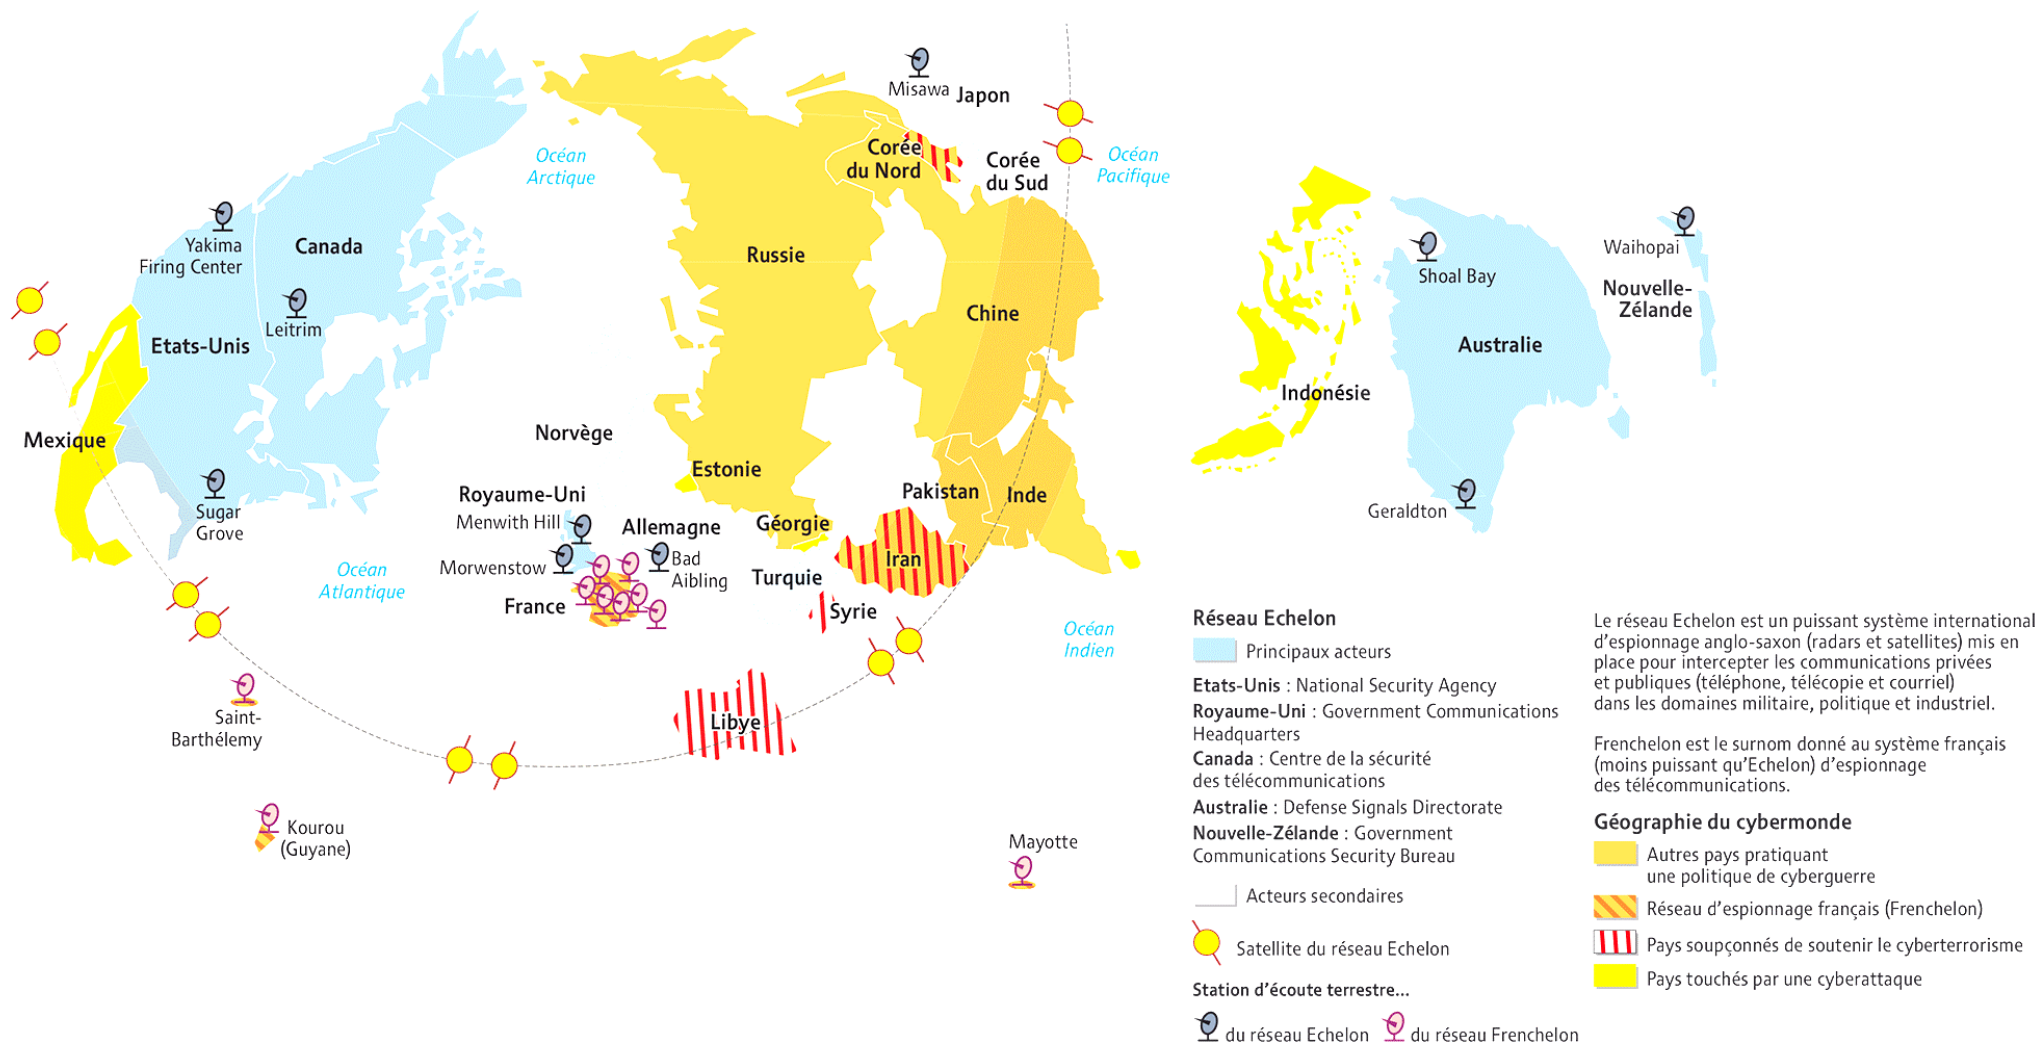 Misawa
Japon
Océan
Arctique
Corée
du Nord
Corée
du Sud
Océan
Pacifique
Yakima
Firing Center
Canada
Leitrim
Etats-Unis
Russie
Chine
Mexique
Norvège
Estonie
Sugar
Grove
Royaume-Uni
Menwith Hill
Morwenstow
Allemagne
Bad
Aibling
France
Géorgie
Turquie
Pakistan
Inde
Iran
Syrie
Libye
Océan
Atlantique
Océan
Indien
Saint-
Barthélemy
Kourou
(Guyane)
Mayotte
Indonésie
Shoal Bay
Australie
Geraldton
Waihopai
Nouvelle-
Zélande
Réseau Echelon
Principaux acteurs
Etats-Unis : National Security Agency
Royaume-Uni : Government Communications
Headquarters
Canada : Centre de la sécurité
des télécommunications
Australie : Defense Signals Directorate
Nouvelle-Zélande : Government
Communications Security Bureau
Acteurs secondaires
Satellite du réseau Echelon
Station d'écoute terrestre...
du réseau Echelon
du réseau Frenchelon
Le réseau Echelon est un puissant système international
d'espionnage anglo-saxon (radars et satellites) mis en
place pour intercepter les communications privées
et publiques (téléphone, télécopie et courriel)
dans les domaines militaire, politique et industriel.
Frenchelon est le surnom donné au système français
(moins puissant qu'Echelon) d'espionnage
des télécommunications.
Géographie du cybermonde
Autres pays pratiquant
une politique de cyberguerre
Réseau d'espionnage français (Frenchelon)
Pays soupçonnés de soutenir le cyberterrorisme
Pays touchés par une cyberattaque